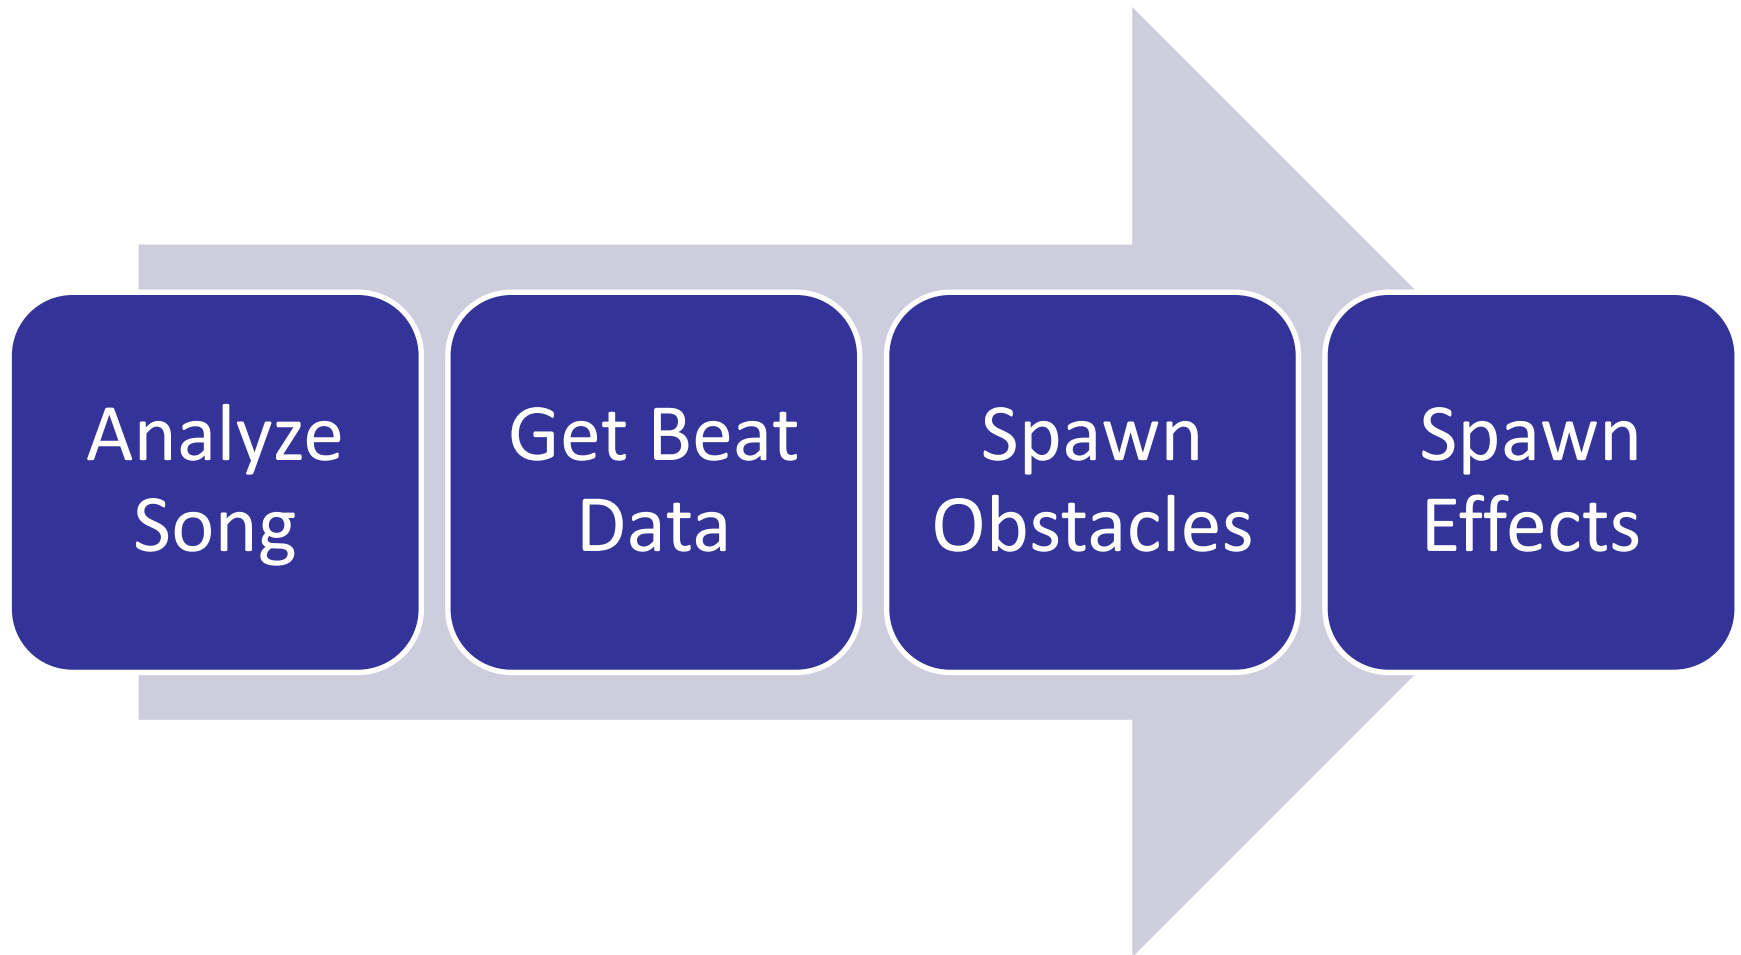 Analyze
Song
Get Beat
Data
Spawn
Obstacles
Spawn
Effects